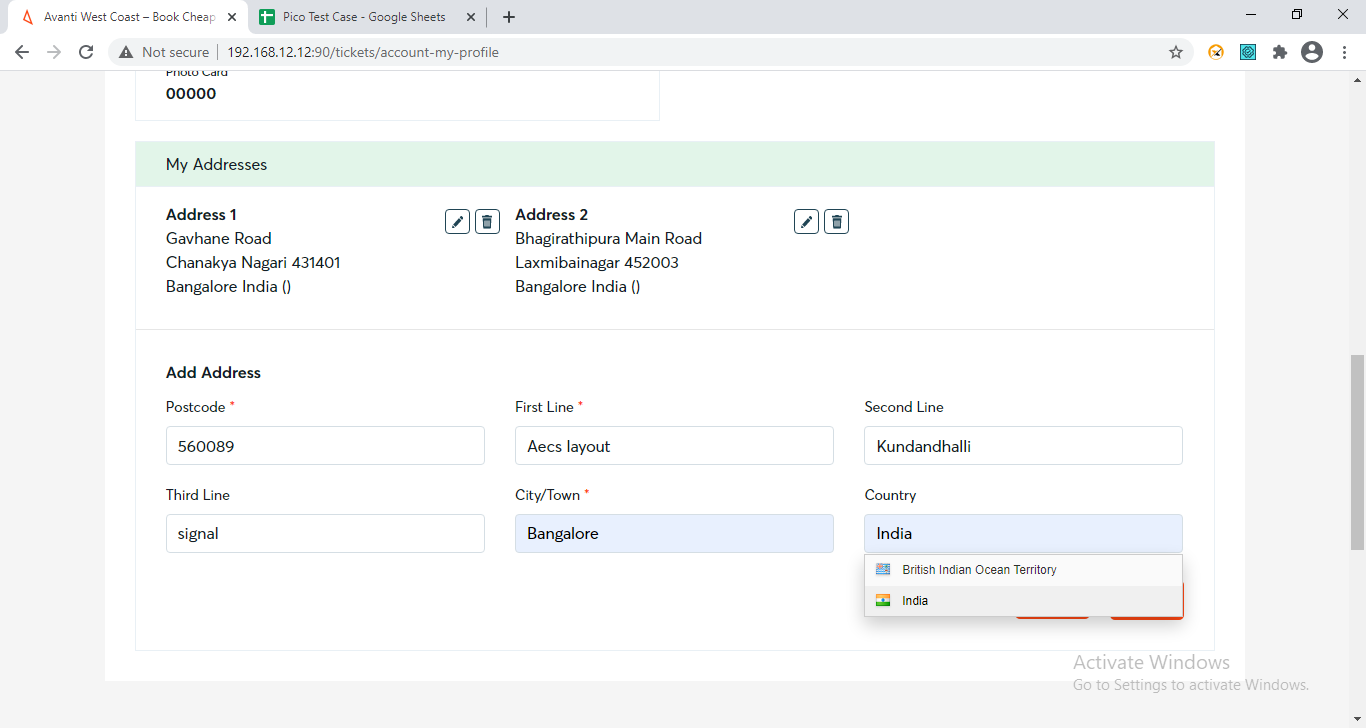 Avanti West Coast – Book Cheap
Pico Test Case - Google Sheets
Not secure
192.168.12.12:90/tickets/account-my-profile
Photo Card
00000
My Addresses
Address 1
Gavhane Road
Chanakya Nagari 431401
Bangalore India ()
Address 2
Bhagirathipura Main Road
Laxmibainagar 452003
Bangalore India ()
Add Address
Postcode *
First Line *
Second Line
560089
Aecs layout
Kundandhalli
Third Line
City/Town *
Country
signal
Bangalore
India
British Indian Ocean Territory
India
Activate Windows
Go to Settings to activate Windows.